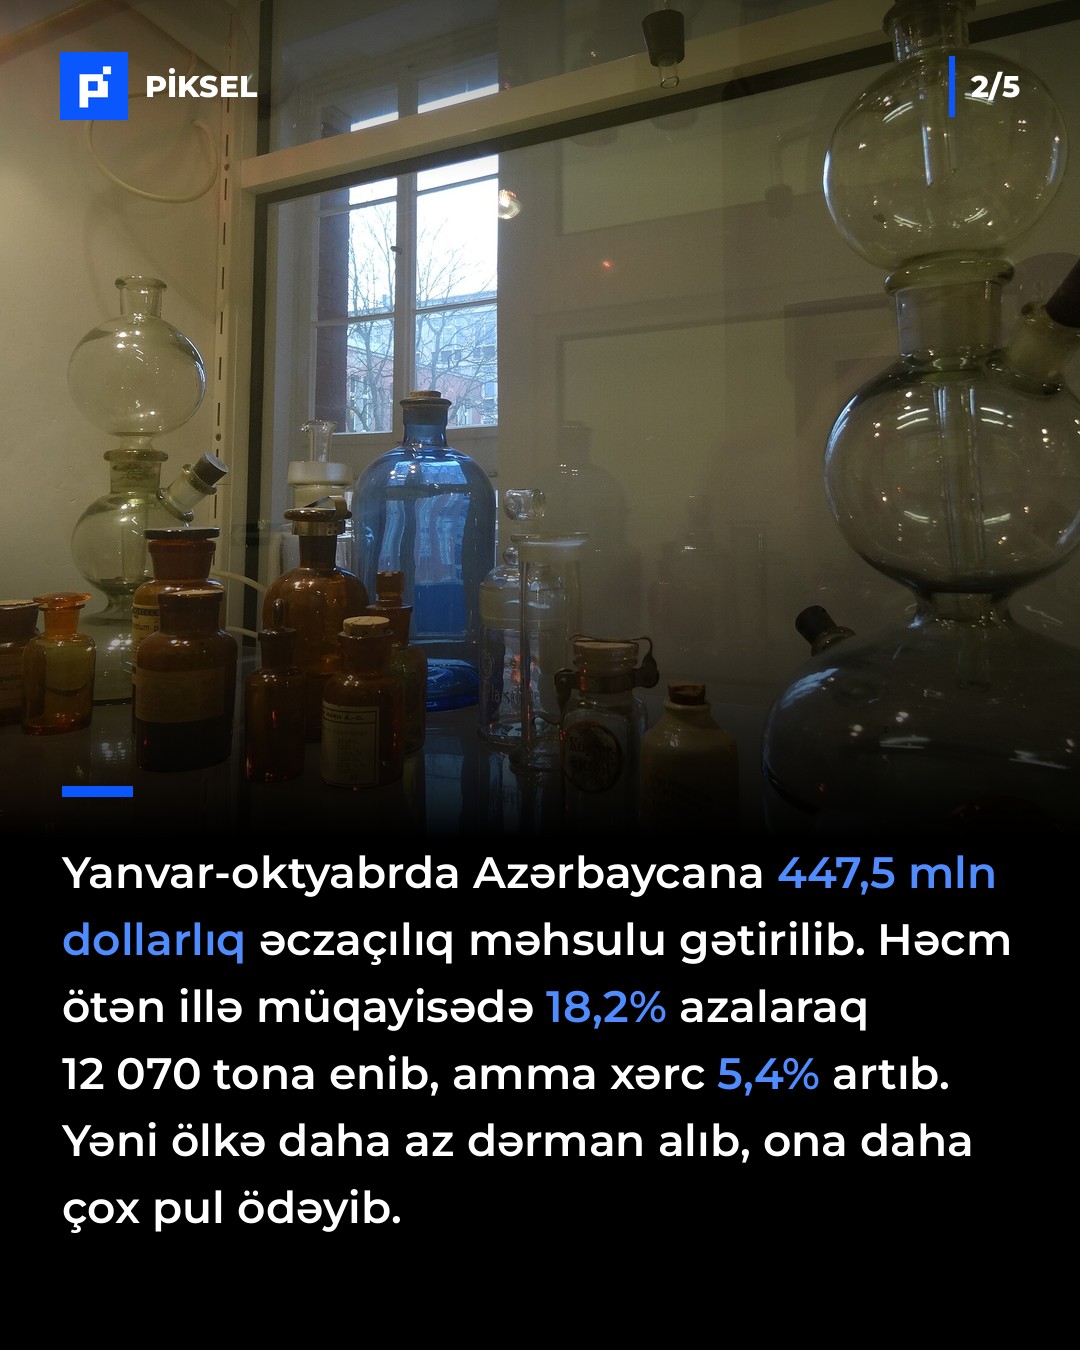 PİKSEL
2/5
Yanvar-oktyabrda Azərbaycana 447,5 mln
dollarlıq əczaçılıq məhsulu gətirilib. Həcm
ötən illə müqayisədə 18,2% azalaraq
12 070 tona enib, amma xərc 5,4% artıb.
Yəni ölkə daha az dərman alıb, ona daha
çox pul ödəyib.